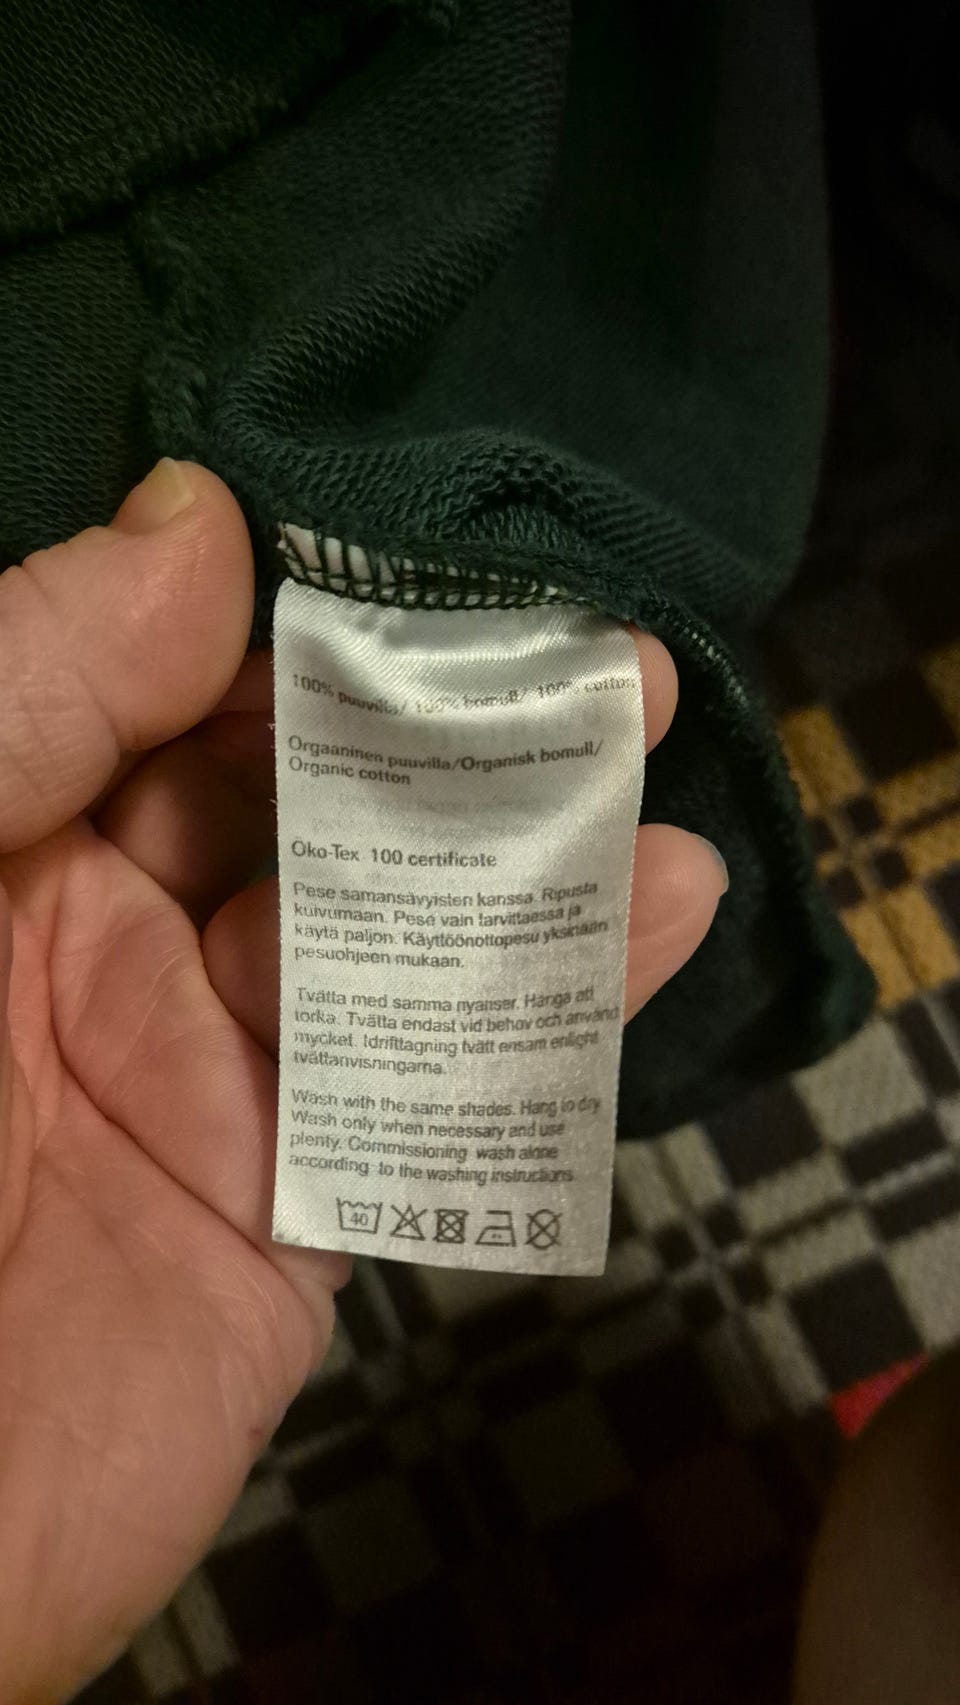 100% puuvilla/ 100% bomull/ 100% cotton
Orgaaninen puuvilla/Organisk bomull/
Organic cotton
Öko-Tex 100 certificate
Pese samansävyisten kanssa. Ripusta
kuivumaan. Pese vain tarvittaessa ja
käytä paljon. Käyttöönottopesu yksinään
pesuohjeen mukaan.
Tvätta med samma nyanser. Hänga att
torka. Tvätta endast vid behov och använd
mycket. Idrifttagning tvätt ensam enlight
tvättanvisningarna.
Wash with the same shades. Hang to dry
Wash only when necessary and use
plenty. Commissioning wash alone
according to the washing instructions
40